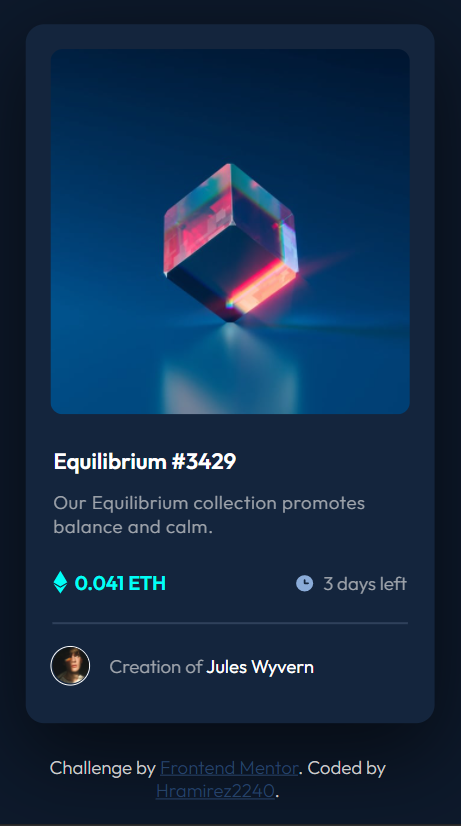 Equilibrium #3429
Our Equilibrium collection promotes
balance and calm.
0.041 ETH
3 days left
Creation of Jules Wyvern
Challenge by Frontend Mentor. Coded by
Hramirez2240.